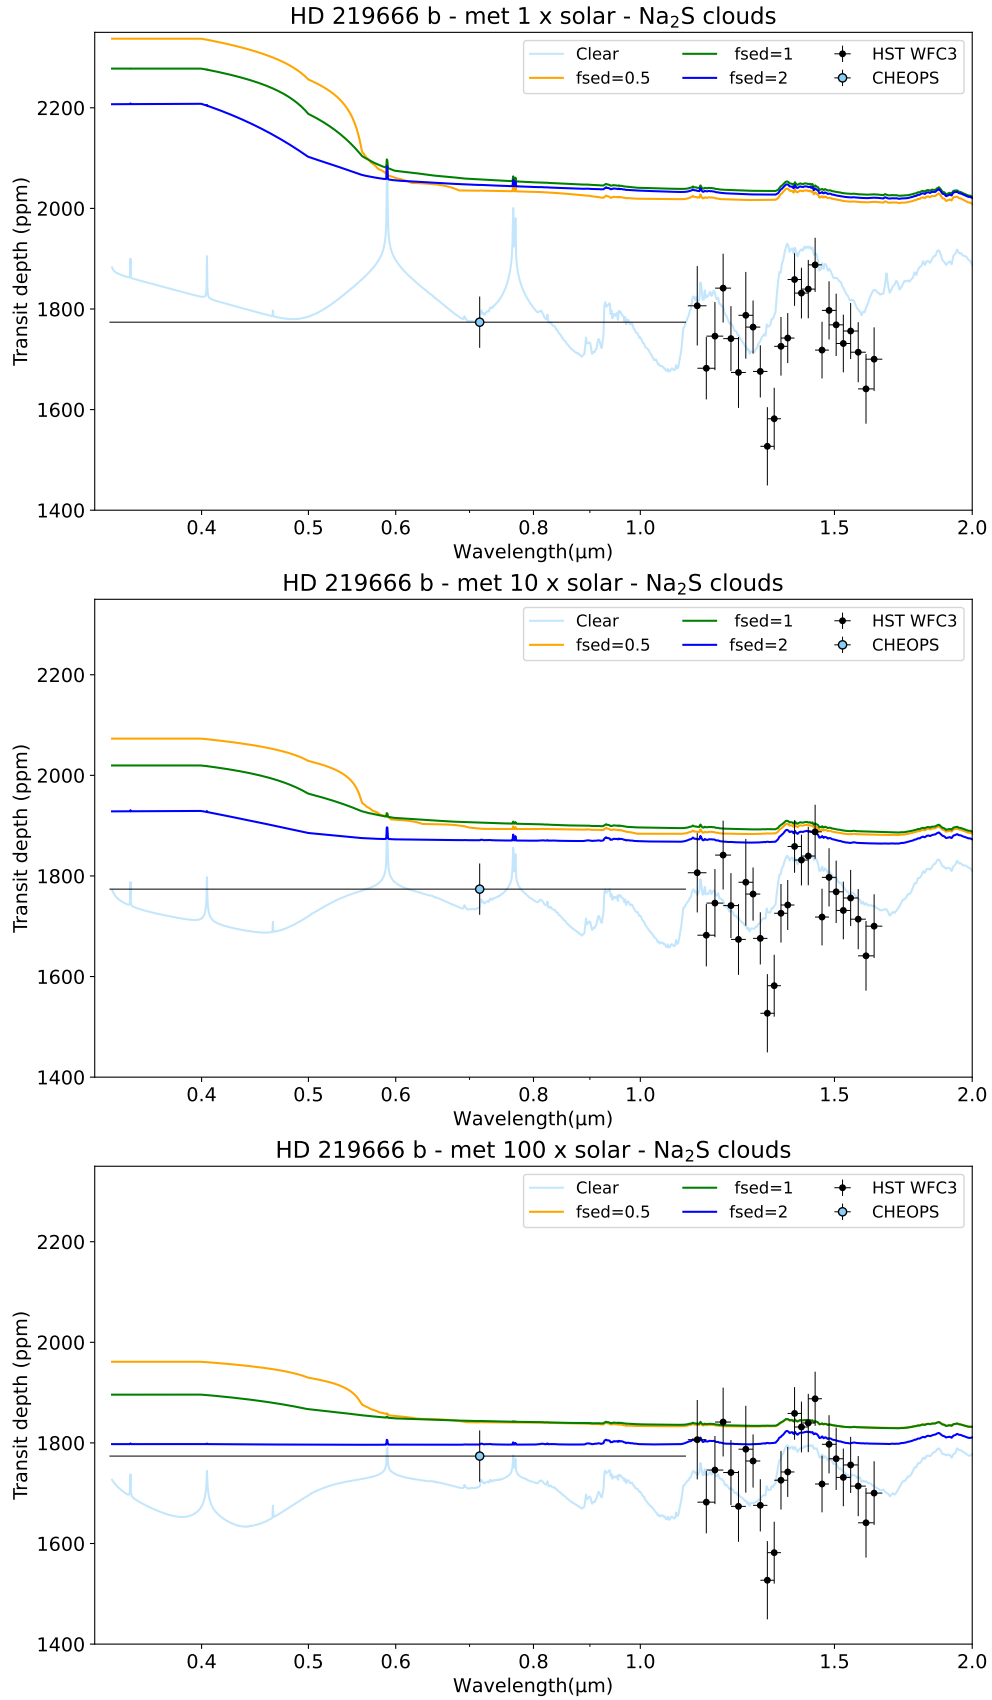 HD 219666 b - met 1 x solar - Na₂S clouds
Clear
fsed=0.5
fsed=1
fsed=2
HST WFC3
CHEOPS
Transit depth (ppm)
2200
2000
1800
1600
1400
0.4 0.5 0.6 0.8 1.0 1.5 2.0
Wavelength(μm)
HD 219666 b - met 10 x solar - Na₂S clouds
Clear
fsed=0.5
fsed=1
fsed=2
HST WFC3
CHEOPS
Transit depth (ppm)
2200
2000
1800
1600
1400
0.4 0.5 0.6 0.8 1.0 1.5 2.0
Wavelength(μm)
HD 219666 b - met 100 x solar - Na₂S clouds
Clear
fsed=0.5
fsed=1
fsed=2
HST WFC3
CHEOPS
Transit depth (ppm)
2200
2000
1800
1600
1400
0.4 0.5 0.6 0.8 1.0 1.5 2.0
Wavelength(μm)